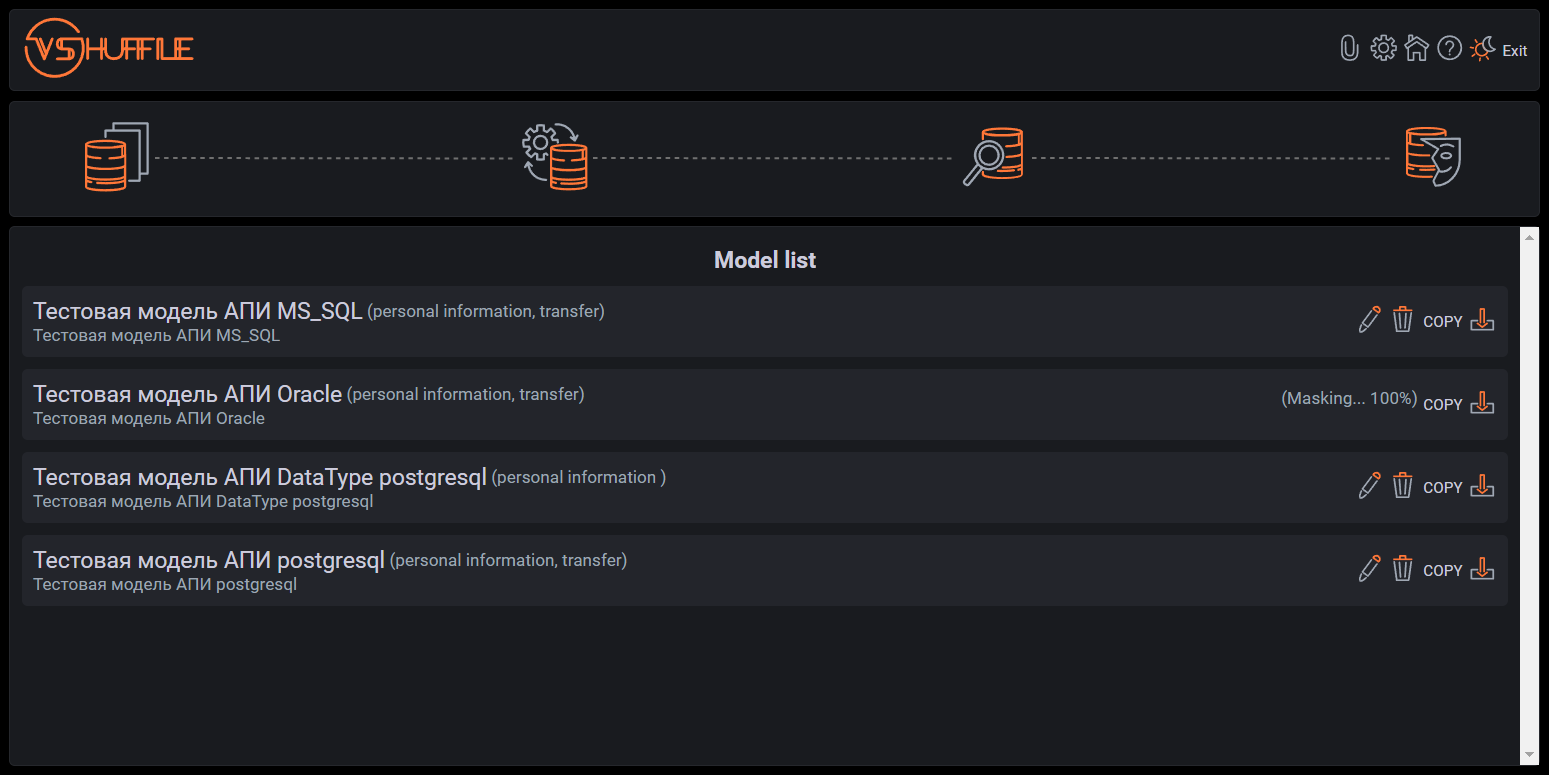 VSHUFFLE
Exit
Model list
Тестовая модель АПИ MS_SQL (personal information, transfer)
Тестовая модель АПИ MS_SQL
COPY
Тестовая модель АПИ Oracle (personal information, transfer)
Тестовая модель АПИ Oracle
(Masking... 100%) COPY
Тестовая модель АПИ DataType postgresql (personal information )
Тестовая модель АПИ DataType postgresql
COPY
Тестовая модель АПИ postgresql (personal information, transfer)
Тестовая модель АПИ postgresql
COPY